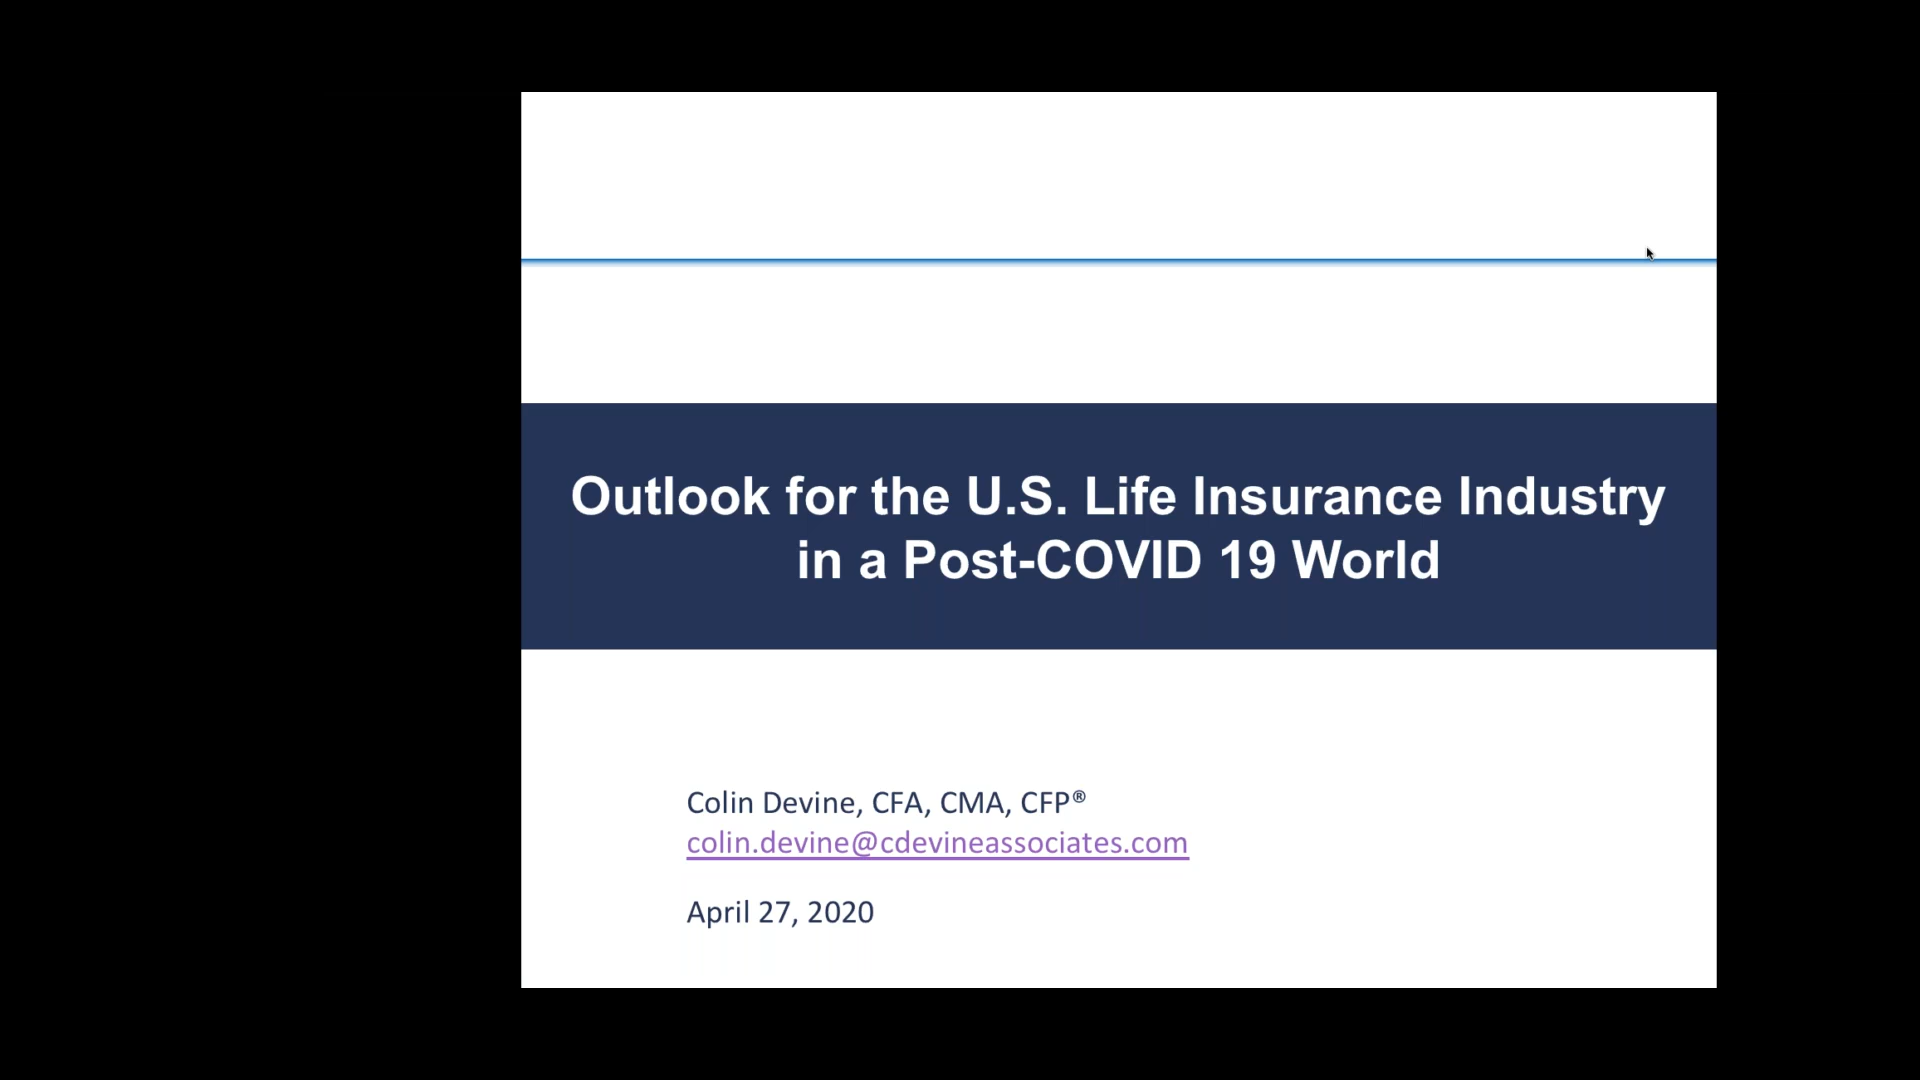 Outlook for the U.S. Life Insurance Industry
in a Post-COVID 19 World
Colin Devine, CFA, CMA, CFP®
colin.devine@cdevineassociates.com
April 27, 2020